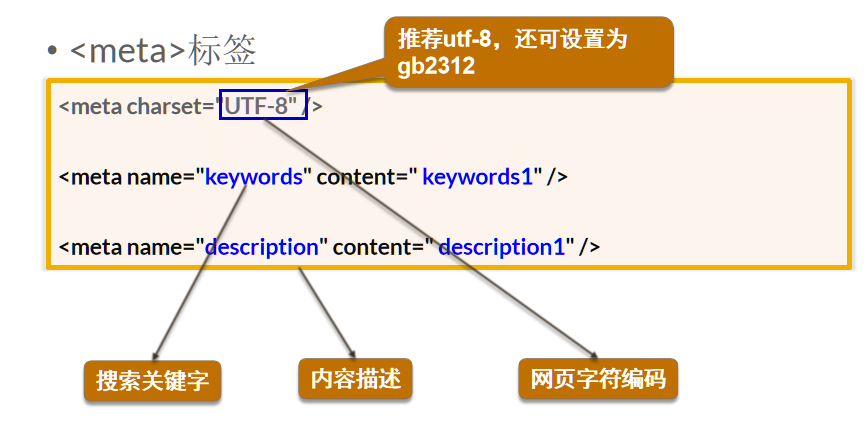 • <meta>标签
推荐utf-8，还可设置为
gb2312
<meta charset="UTF-8" />
<meta name="keywords" content=" keywords1" />
<meta name="description" content=" description1" />
搜索关键字
内容描述
网页字符编码